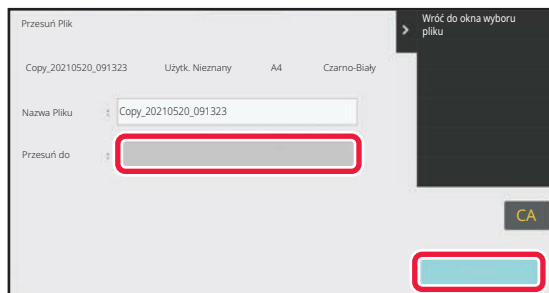 Przesuń Plik
Wróć do okna wyboru
pliku
Copy_20210520_091323 Użytk. Nieznany A4 Czarno-Biały
Nazwa Pliku : Copy_20210520_091323
Przesuń do :
CA